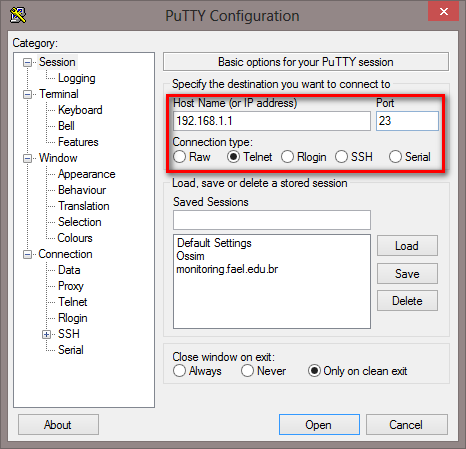 PuTTY Configuration
Category:
Session
Logging
Terminal
Keyboard
Bell
Features
Window
Appearance
Behaviour
Translation
Selection
Colours
Connection
Data
Proxy
Telnet
Rlogin
SSH
Serial
Basic options for your PuTTY session
Specify the destination you want to connect to
Host Name (or IP address) Port
192.168.1.1 23
Connection type:
Raw Telnet Rlogin SSH Serial
Load, save or delete a stored session
Saved Sessions
Default Settings
Ossim
monitoring.fael.edu.br
Load
Save
Delete
Close window on exit:
Always Never Only on clean exit
About Open Cancel